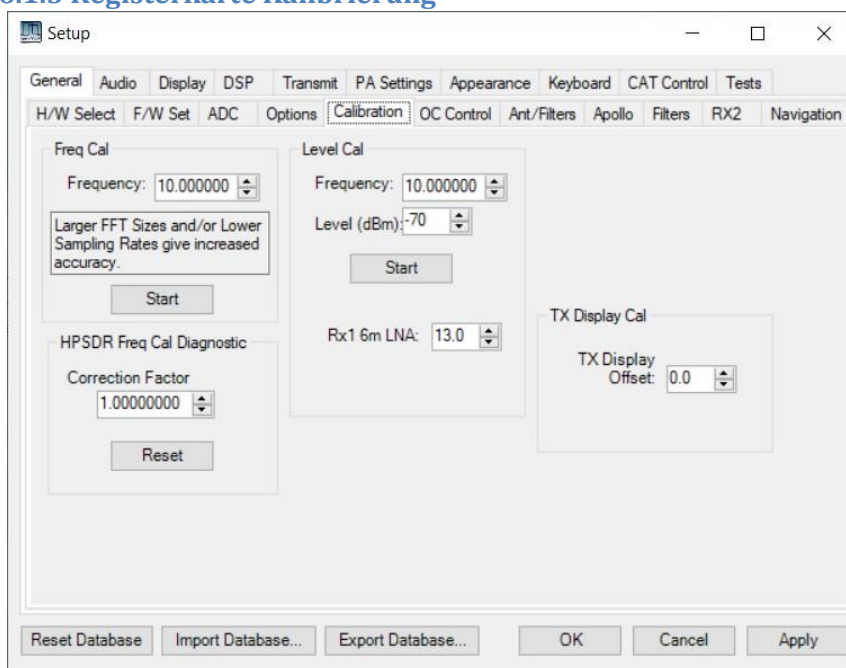 Registerkarte Kalibrierung
Setup
General Audio Display DSP Transmit PA Settings Appearance Keyboard CAT Control Tests
H/W Select F/W Set ADC Options Calibration OC Control Ant/Filters Apollo Filters RX2 Navigation
Freq Cal
Frequency: 10.000000
Larger FFT Sizes and/or Lower
Sampling Rates give increased
accuracy.
Start
HPSDR Freq Cal Diagnostic
Correction Factor
1.00000000
Reset
Level Cal
Frequency: 10.000000
Level (dBm): -70
Start
Rx1 6m LNA: 13.0
TX Display Cal
TX Display
Offset: 0.0
Reset Database Import Database... Export Database... OK Cancel Apply